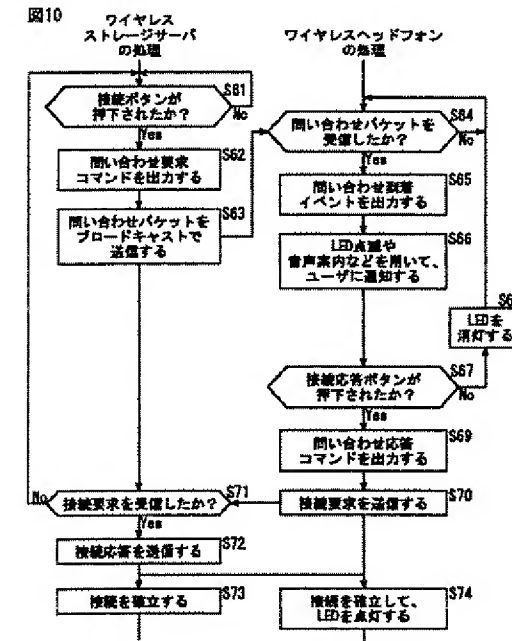 図10
ワイヤレス
ストレージサーバ
の処理
ワイヤレスヘッドフォン
の処理
接続ボタンが
押下されたか？
S61
No
Yes
問い合わせ要求
コマンドを出力する
S62
問い合わせパケットを
ブロードキャストで
送信する
S63
問い合わせパケットを
受信したか？
S64
No
Yes
問い合わせ到着
イベントを出力する
S65
LED点滅や
音声案内などを用いて、
ユーザに通知する
S66
LEDを
消灯する
接続応答ボタンが
押下されたか？
S67
No
Yes
問い合わせ応答
コマンドを出力する
S69
接続要求を受信したか？
S71
No
Yes
接続要求を送信する
S70
接続応答を送信する
S72
接続を確立する
S73
接続を確立して、
LEDを点灯する
S74